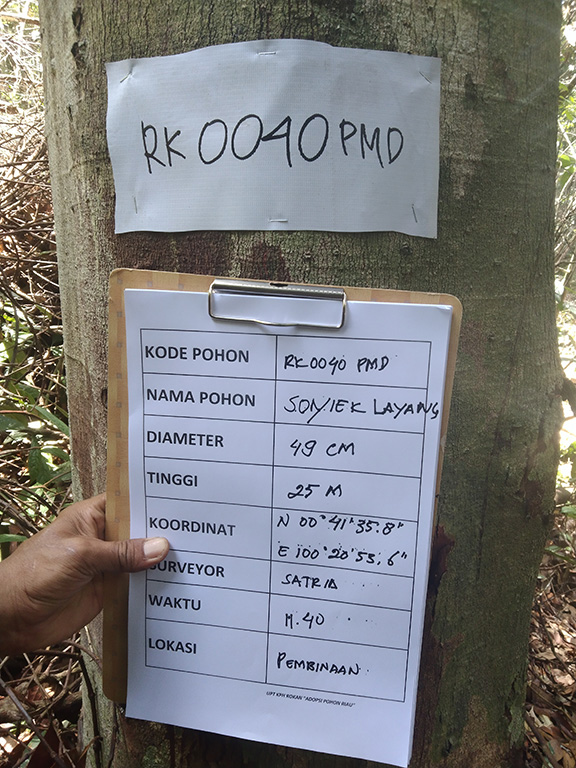 RK 0040 PMD
KODE POHON RK0040 PMD
NAMA POHON SONIEK LAYANG
DIAMETER 49 CM
TINGGI 25 M
KOORDINAT N 00° 41' 35.8"
E 100° 20' 53.6"
SURVEYOR SATRIA
WAKTU 11.40
LOKASI PEMBINAAN
UPT KPH ROKAN "ADOPSI POHON RIAU"